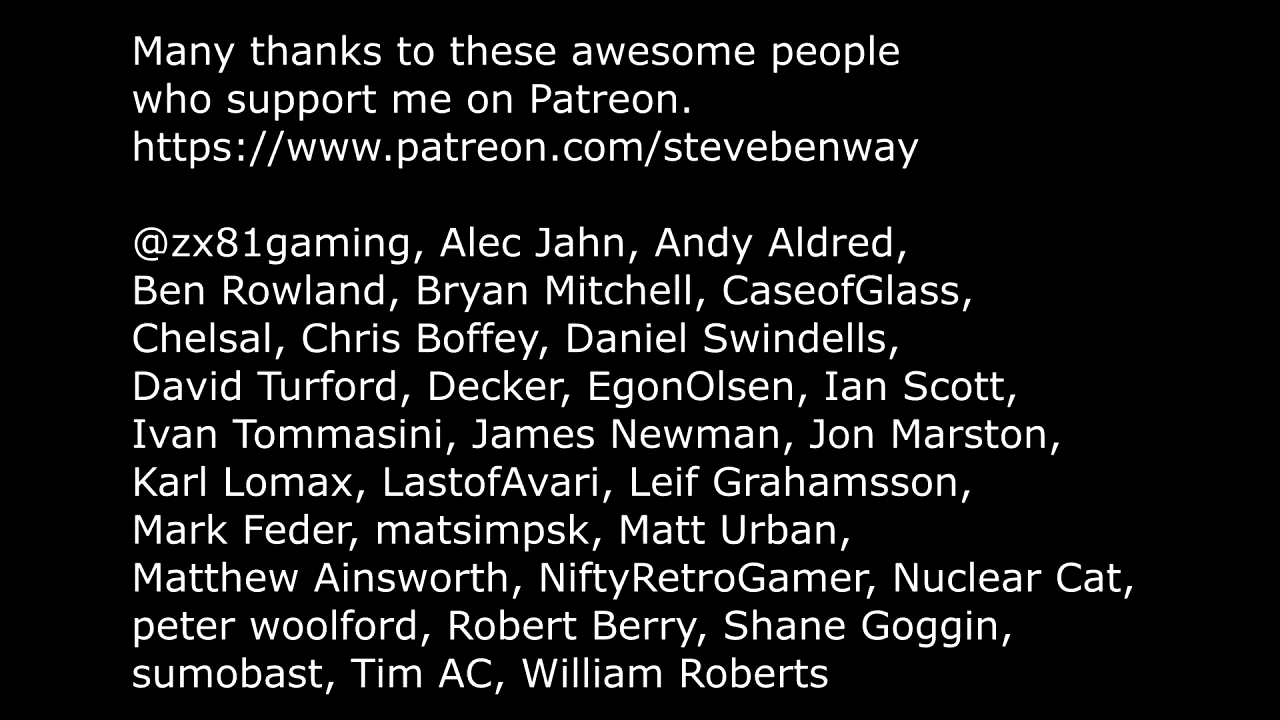 Many thanks to these awesome people
who support me on Patreon.
https://www.patreon.com/stevebenway
@zx81gaming, Alec Jahn, Andy Aldred,
Ben Rowland, Bryan Mitchell, CaseofGlass,
Chelsal, Chris Boffey, Daniel Swindells,
David Turford, Decker, EgonOlsen, Ian Scott,
Ivan Tommasini, James Newman, Jon Marston,
Karl Lomax, LastofAvari, Leif Grahamsson,
Mark Feder, matsimpsk, Matt Urban,
Matthew Ainsworth, NiftyRetroGamer, Nuclear Cat,
peter woolford, Robert Berry, Shane Goggin,
sumobast, Tim AC, William Roberts